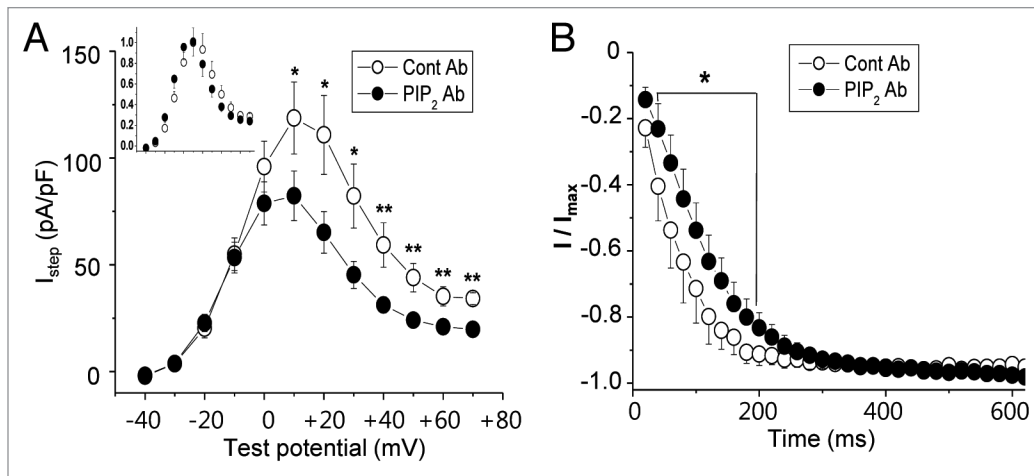 A
150
100
50
0
I_step (pA/pF)
-40
-20
0
+20
+40
+60
+80
Test potential (mV)
Cont Ab
PIP₂ Ab
* * * ** ** ** **
1.0
0.8
0.6
0.4
0.2
0.0
B
0
-0.2
-0.4
-0.6
-0.8
-1.0
I / I_max
0
200
400
600
Time (ms)
Cont Ab
PIP₂ Ab
*